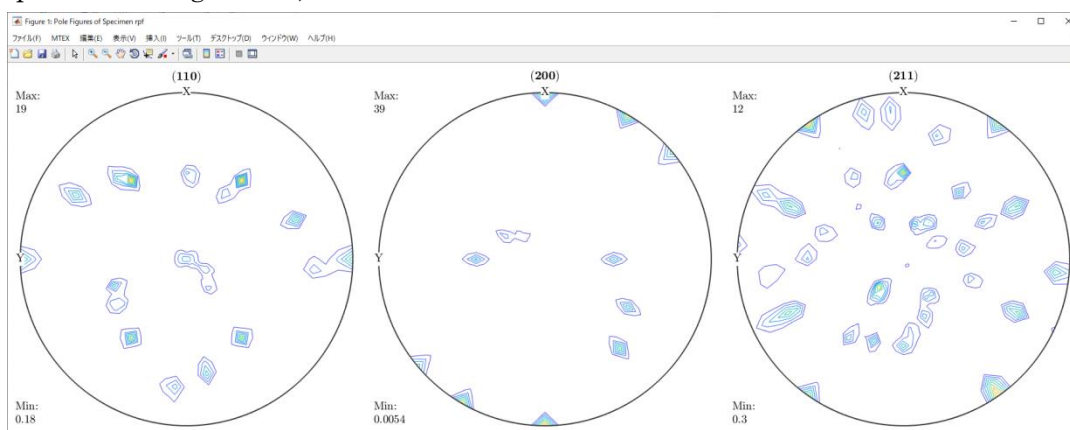 Figure 1: Pole Figures of Specimen rpf
ファイル(F) MTEX 編集(E) 表示(V) 挿入(I) ツール(T) デスクトップ(D) ウィンドウ(W) ヘルプ(H)
(110)
X
Max:
19
Y
Min:
0.18
(200)
X
Max:
39
Y
Min:
0.0054
(211)
X
Max:
12
Y
Min:
0.3